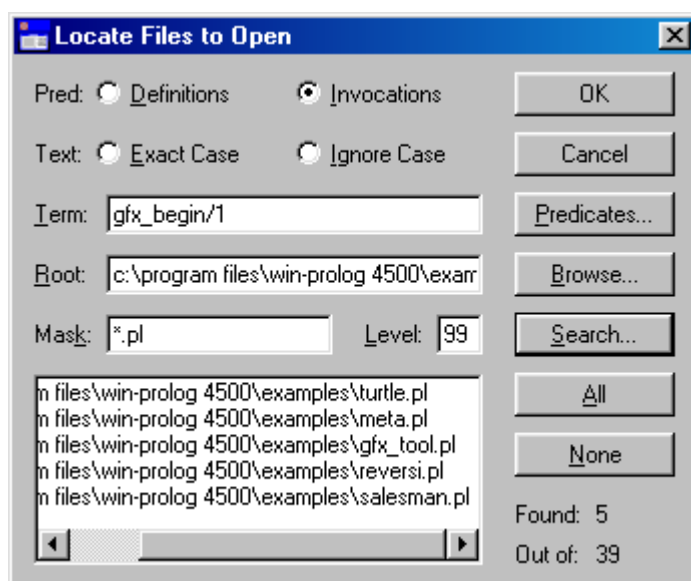 Locate Files to Open
Pred: Definitions Invocations OK
Text: Exact Case Ignore Case Cancel
Term: gfx_begin/1 Predicates...
Root: c:\program files\win-prolog 4500\exam Browse...
Mask: *.pl Level: 99 Search...
m files\win-prolog 4500\examples\turtle.pl
m files\win-prolog 4500\examples\meta.pl
m files\win-prolog 4500\examples\gfx_tool.pl
m files\win-prolog 4500\examples\reversi.pl
m files\win-prolog 4500\examples\salesman.pl
All
None
Found: 5
Out of: 39